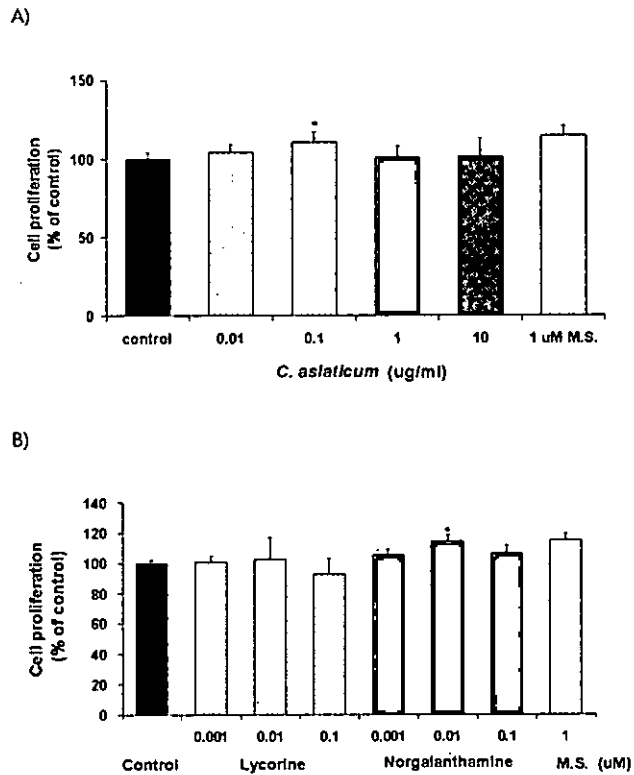 A)
Cell proliferation
(% of control)
150
100
50
0
*
control 0.01 0.1 1 10 1 uM M.S.
C. asiaticum (ug/ml)
B)
Cell proliferation
(% of control)
140
120
100
80
60
40
20
0
*
0.001 0.01 0.1 0.001 0.01 0.1 1
Control Lycorine Norgalanthamine M.S. (uM)